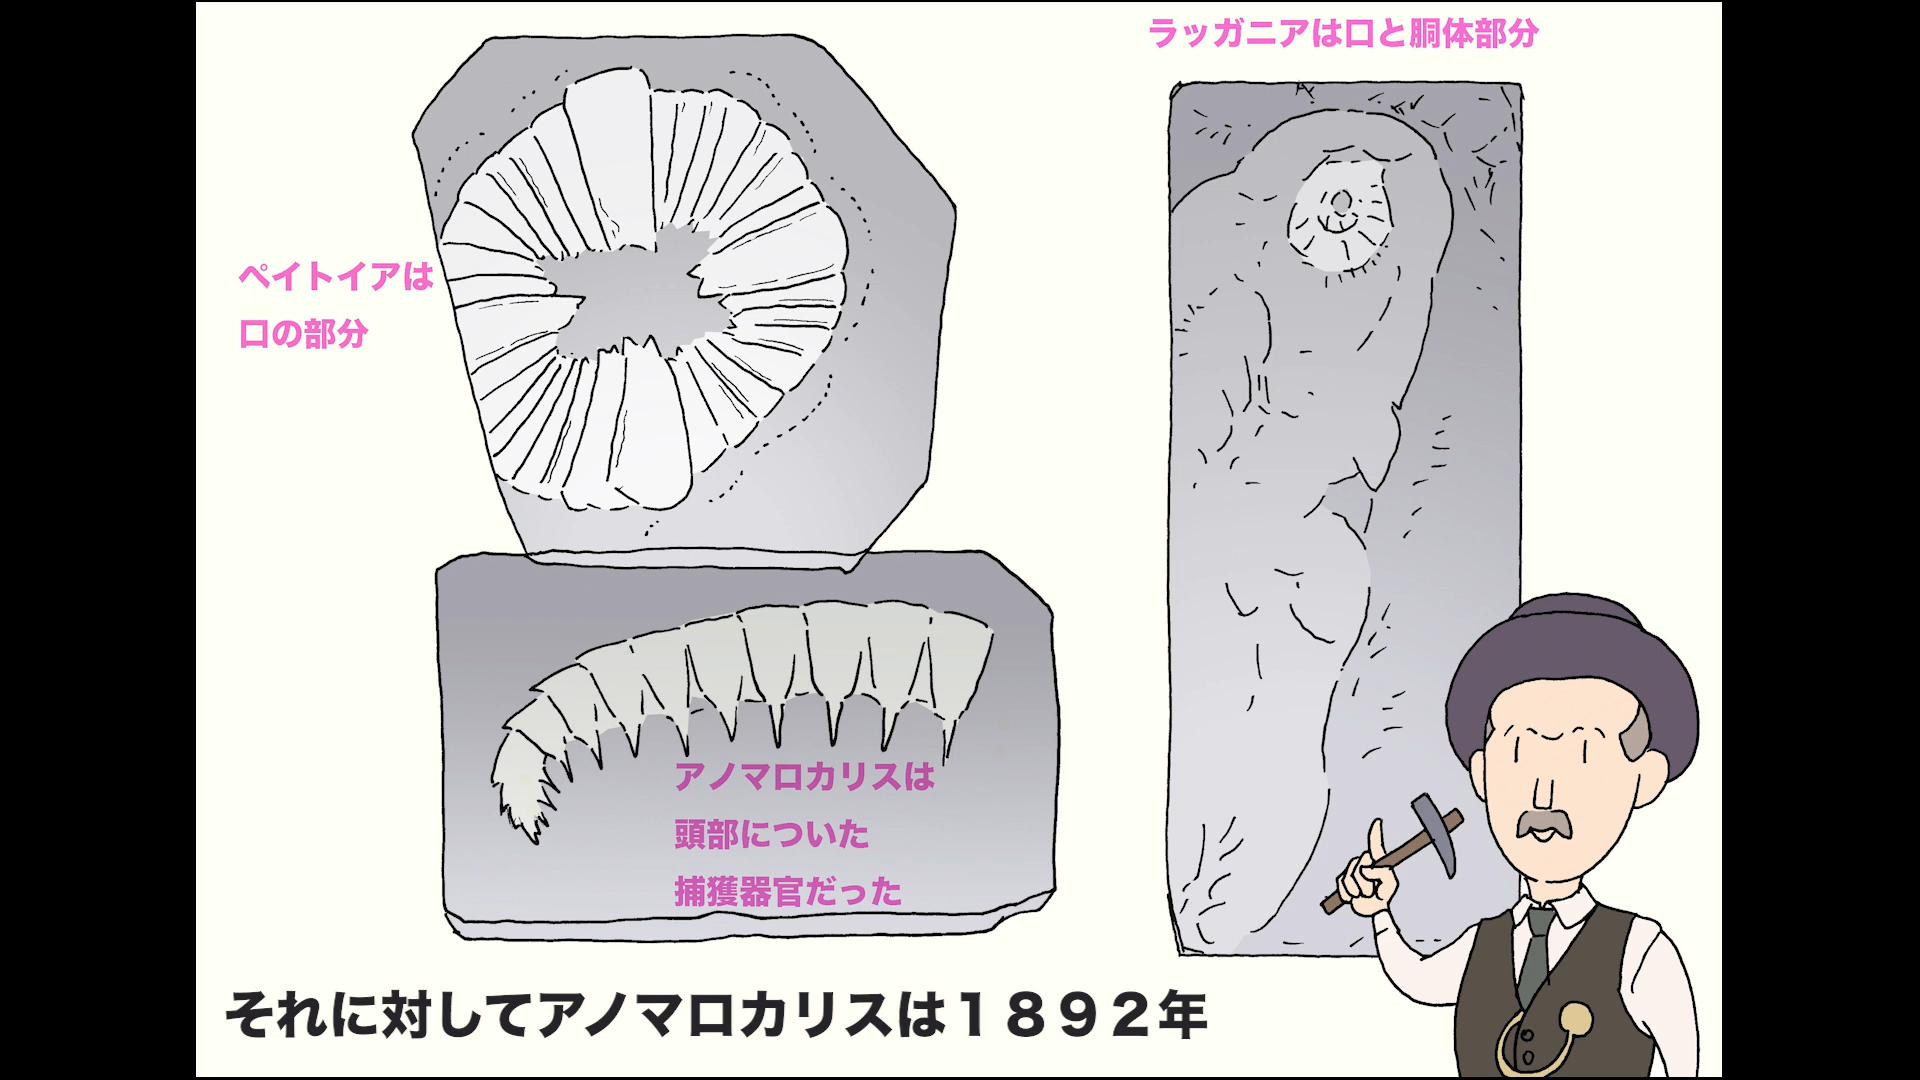 ラッガニアは口と胴体部分
ペイトイアは
口の部分
アノマロカリスは
頭部についた
捕獲器官だった
それに対してアノマロカリスは１８９２年